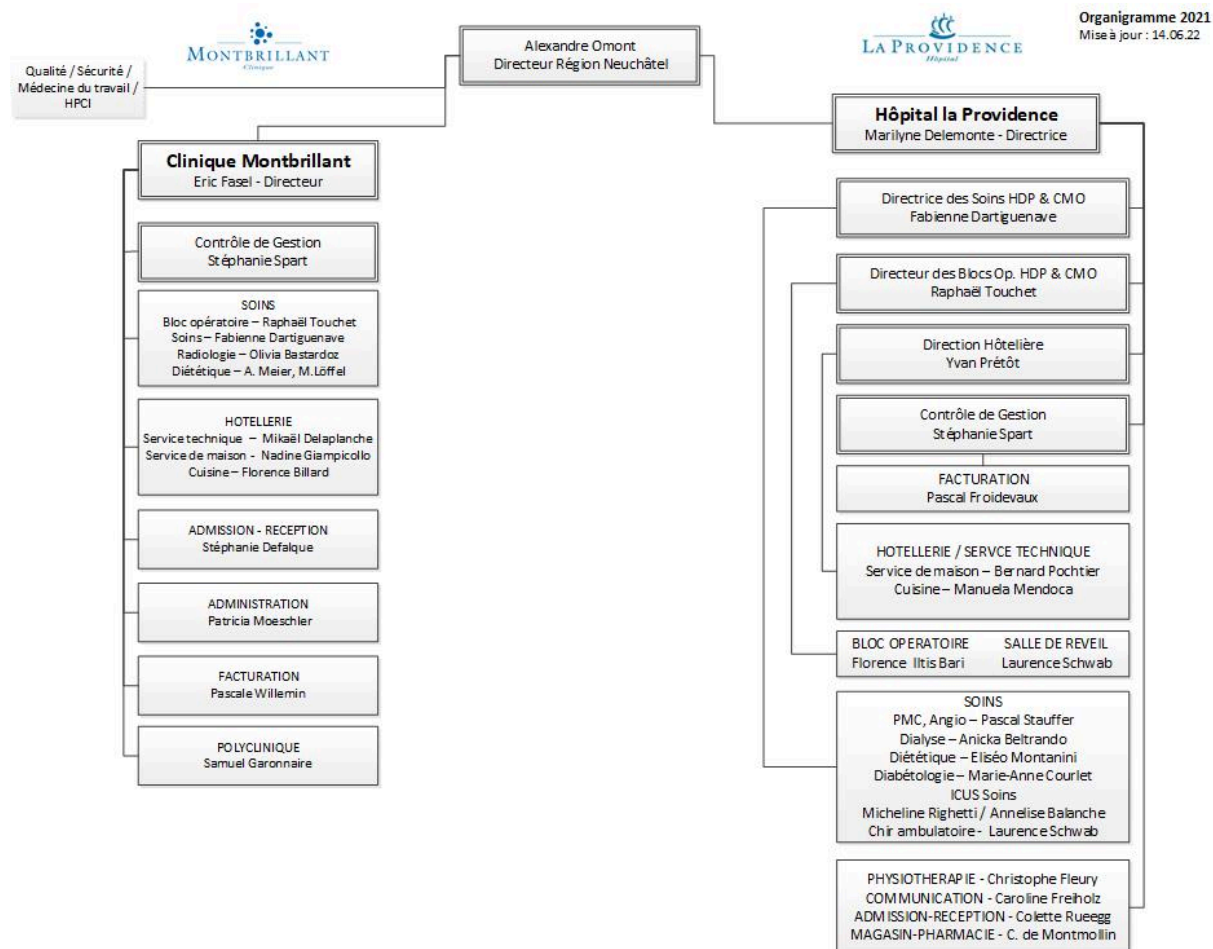 MONTBRILLANT
Clinique
Alexandre Omont
Directeur Région Neuchâtel
LA PROVIDENCE
Hôpital
Organigramme 2021
Mise à jour : 14.06.22
Qualité / Sécurité /
Médecine du travail /
HPCI
Clinique Montbrillant
Eric Fasel - Directeur
Contrôle de Gestion
Stéphanie Spart
SOINS
Bloc opératoire – Raphaël Touchet
Soins – Fabienne Dartiguenave
Radiologie – Olivia Bastardoz
Diététique – A. Meier, M.Löffel
HOTELLERIE
Service technique – Mikaël Delaplanche
Service de maison - Nadine Giampicollo
Cuisine – Florence Billard
ADMISSION - RECEPTION
Stéphanie Defalque
ADMINISTRATION
Patricia Moeschler
FACTURATION
Pascale Willemin
POLYCLINIQUE
Samuel Garonnaire
Hôpital la Providence
Marilyne Delemonte - Directrice
Directrice des Soins HDP & CMO
Fabienne Dartiguenave
Directeur des Blocs Op. HDP & CMO
Raphaël Touchet
Direction Hôtelière
Yvan Prétôt
Contrôle de Gestion
Stéphanie Spart
FACTURATION
Pascal Froidevaux
HOTELLERIE / SERVCE TECHNIQUE
Service de maison – Bernard Pochtier
Cuisine – Manuela Mendoca
BLOC OPERATOIRE SALLE DE REVEIL
Florence Iltis Bari Laurence Schwab
SOINS
PMC, Angio – Pascal Stauffer
Dialyse – Anicka Beltrando
Diététique – Eliséo Montanini
Diabétologie – Marie-Anne Courlet
ICUS Soins
Micheline Righetti / Annelise Balanche
Chir ambulatoire - Laurence Schwab
PHYSIOTHERAPIE - Christophe Fleury
COMMUNICATION - Caroline Freiholz
ADMISSION-RECEPTION - Colette Rueegg
MAGASIN-PHARMACIE - C. de Montmollin